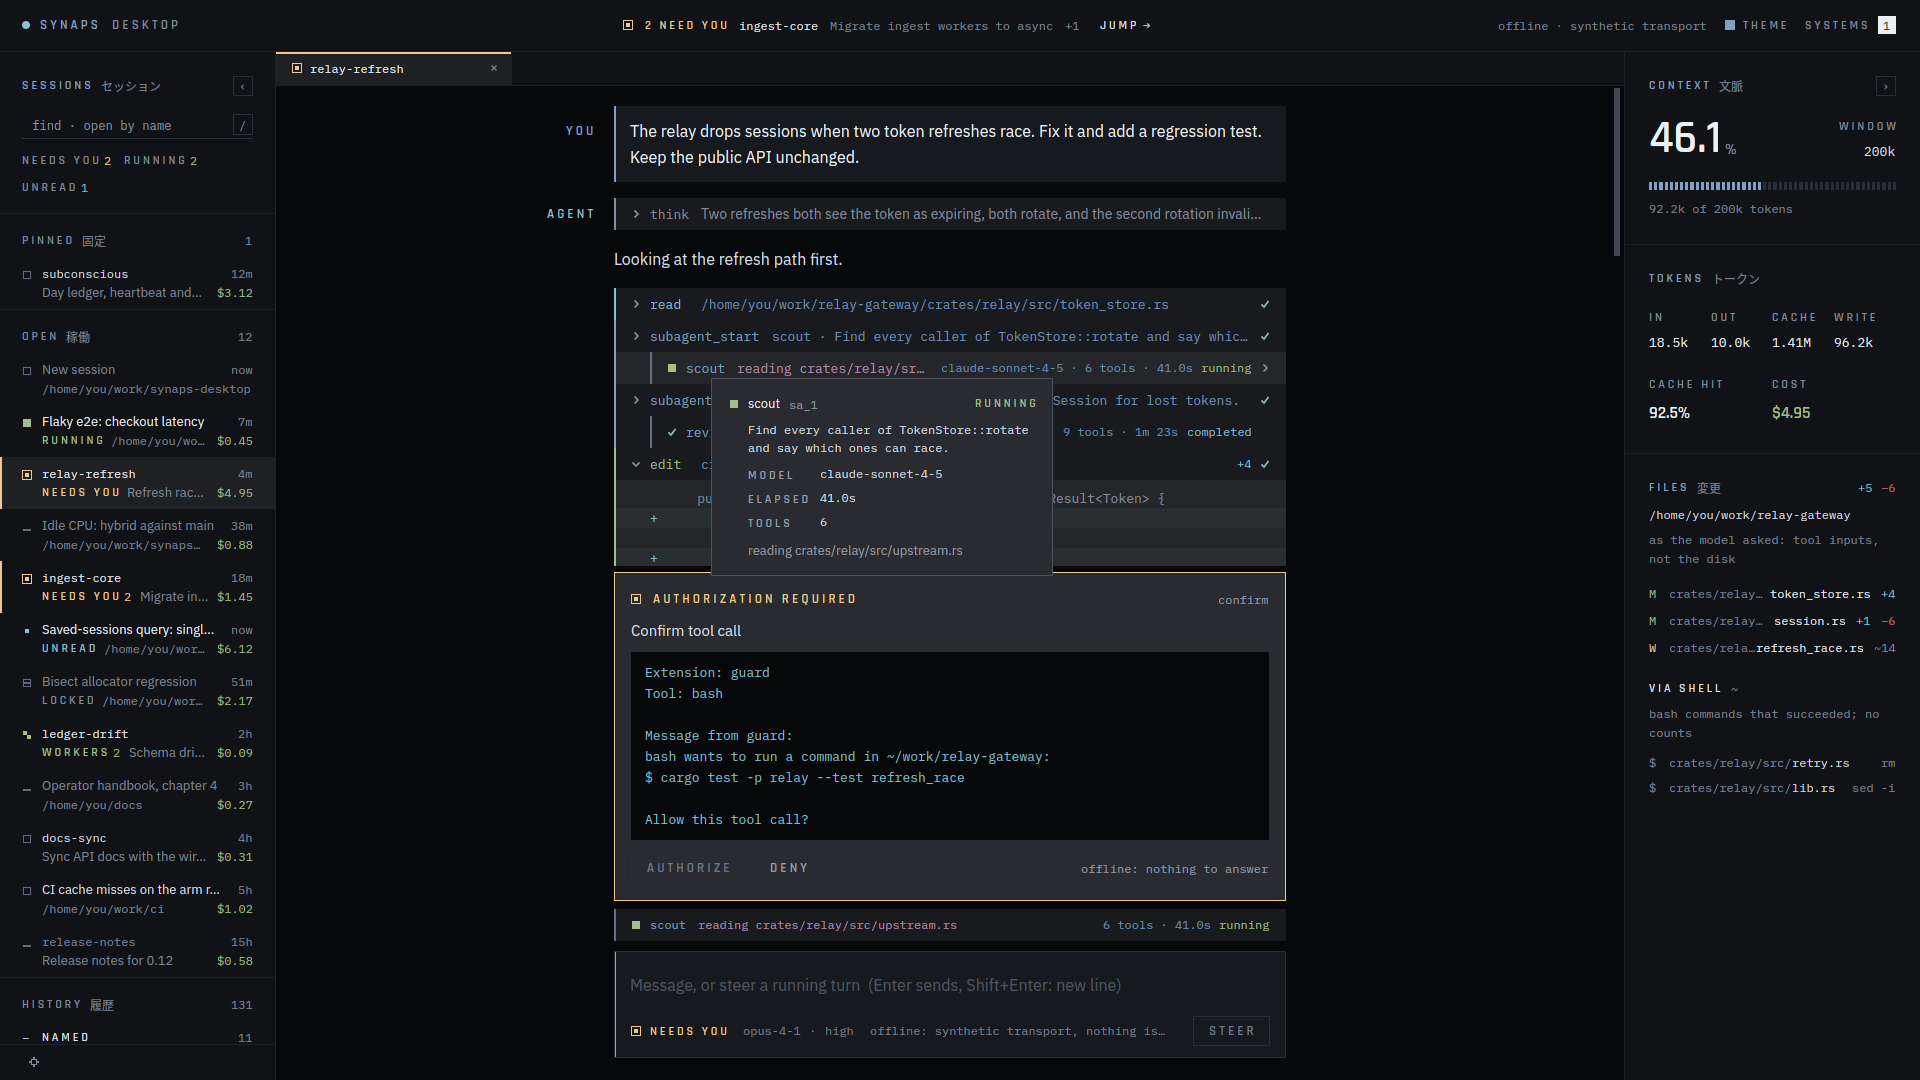 SYNAPS DESKTOP
2 NEED YOU ingest-core Migrate ingest workers to async +1 JUMP →
offline · synthetic transport THEME SYSTEMS 1
SESSIONS セッション ‹
find · open by name /
NEEDS YOU 2 RUNNING 2
UNREAD 1
PINNED 固定 1
subconscious 12m
Day ledger, heartbeat and... $3.12
OPEN 稼働 12
New session now
/home/you/work/synaps-desktop
Flaky e2e: checkout latency 7m
RUNNING /home/you/wo… $0.45
relay-refresh 4m
NEEDS YOU Refresh rac... $4.95
Idle CPU: hybrid against main 38m
/home/you/work/synaps… $0.88
ingest-core 18m
NEEDS YOU 2 Migrate in... $1.45
Saved-sessions query: singl... now
UNREAD /home/you/wor… $6.12
Bisect allocator regression 51m
LOCKED /home/you/wor… $2.17
ledger-drift 2h
WORKERS 2 Schema dri... $0.09
Operator handbook, chapter 4 3h
/home/you/docs $0.27
docs-sync 4h
Sync API docs with the wir... $0.31
CI cache misses on the arm r... 5h
/home/you/work/ci $1.02
release-notes 15h
Release notes for 0.12 $0.58
HISTORY 履歴 131
– NAMED 11
relay-refresh ×
YOU
The relay drops sessions when two token refreshes race. Fix it and add a regression test.
Keep the public API unchanged.
AGENT
› think Two refreshes both see the token as expiring, both rotate, and the second rotation invali...
Looking at the refresh path first.
› read /home/you/work/relay-gateway/crates/relay/src/token_store.rs ✓
› subagent_start scout · Find every caller of TokenStore::rotate and say whic… ✓
scout reading crates/relay/sr… claude-sonnet-4-5 · 6 tools · 41.0s running ›
› subagent Session for lost tokens. ✓
✓ rev 9 tools · 1m 23s completed
edit +4 ✓
pu Result<Token> {
+
+
scout sa_1 RUNNING
Find every caller of TokenStore::rotate
and say which ones can race.
MODEL claude-sonnet-4-5
ELAPSED 41.0s
TOOLS 6
reading crates/relay/src/upstream.rs
AUTHORIZATION REQUIRED confirm
Confirm tool call
Extension: guard
Tool: bash
Message from guard:
bash wants to run a command in ~/work/relay-gateway:
$ cargo test -p relay --test refresh_race
Allow this tool call?
AUTHORIZE DENY offline: nothing to answer
scout reading crates/relay/src/upstream.rs 6 tools · 41.0s running
Message, or steer a running turn (Enter sends, Shift+Enter: new line)
NEEDS YOU opus-4-1 · high offline: synthetic transport, nothing is… STEER
CONTEXT 文脈 ›
46.1% WINDOW
200k
92.2k of 200k tokens
TOKENS トークン
IN OUT CACHE WRITE
18.5k 10.0k 1.41M 96.2k
CACHE HIT COST
92.5% $4.95
FILES 変更 +5 −6
/home/you/work/relay-gateway
as the model asked: tool inputs,
not the disk
M crates/relay… token_store.rs +4
M crates/relay… session.rs +1 −6
W crates/rela…refresh_race.rs ~14
VIA SHELL ~
bash commands that succeeded; no
counts
$ crates/relay/src/retry.rs rm
$ crates/relay/src/lib.rs sed -i